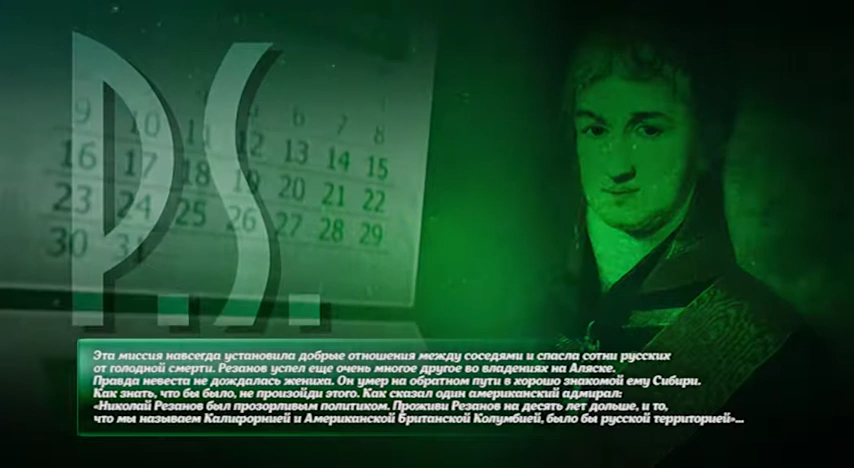 P.S.
9 10 11 12 6 7 8
16 17 18 19 13 14 15
23 24 25 26 20 21 22
30 31 27 28 29
Эта миссия навсегда установила добрые отношения между соседями и спасла сотни русских
от голодной смерти. Резанов успел еще очень многое другое во владениях на Аляске.
Правда невеста не дождалась жениха. Он умер на обратном пути в хорошо знакомой ему Сибири.
Как знать, что бы было, не произойди этого. Как сказал один американский адмирал:
«Николай Резанов был прозорливым политиком. Проживи Резанов на десять лет дольше, и то,
что мы называем Калифорнией и Американской Британской Колумбией, было бы русской территорией»...